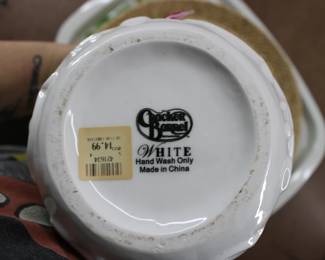 Cracker
Barrel
WHITE
Hand Wash Only
Made in China
14.99